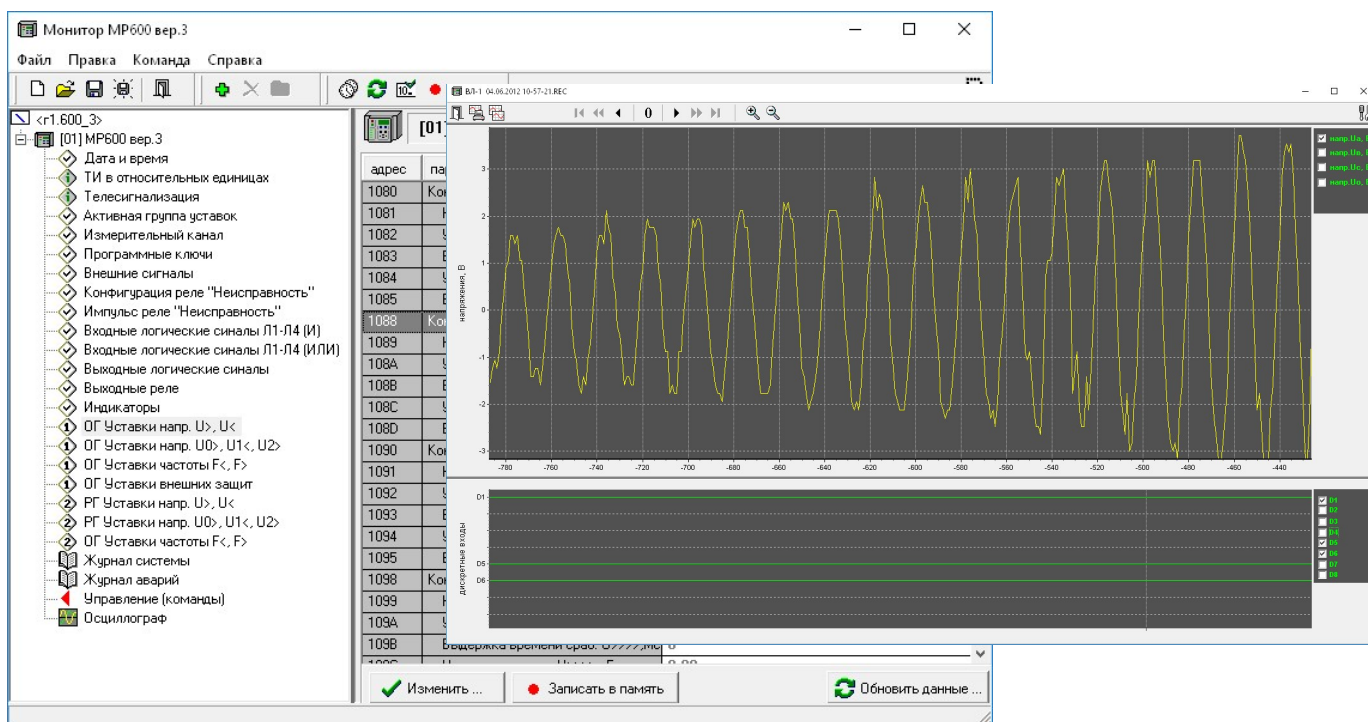 Монитор МР600 вер.3
Файл Правка Команда Справка
<r1.600_3>
[01] МР600 вер.3
Дата и время
ТИ в относительных единицах
Телесигнализация
Активная группа уставок
Измерительный канал
Программные ключи
Внешние сигналы
Конфигурация реле "Неисправность"
Импульс реле "Неисправность"
Входные логические синалы Л1-Л4 (И)
Входные логические синалы Л1-Л4 (ИЛИ)
Выходные логические синалы
Выходные реле
Индикаторы
ОГ Уставки напр. U>, U<
ОГ Уставки напр. U0>, U1<, U2>
ОГ Уставки частоты F<, F>
ОГ Уставки внешних защит
РГ Уставки напр. U>, U<
РГ Уставки напр. U0>, U1<, U2>
ОГ Уставки частоты F<, F>
Журнал системы
Журнал аварий
Управление (команды)
Осциллограф
[01]
адрес
1080
1081
1082
1083
1084
1085
1088
1089
108A
108B
108C
108D
1090
1091
1092
1093
1094
1095
1098
1099
109A
109B
Изменить ...
Записать в память
Обновить данные ...
ВЛ-1 04.06.2012 10-57-21.REC
0
напряжения, В
3
2
1
0
-1
-2
-3
-780 -760 -740 -720 -700 -680 -660 -640 -620 -600 -580 -560 -540 -520 -500 -480 -460 -440
напр.Ua,
напр.Uв,
напр.Uc,
напр.Uo,
дискретные входы
D1
D5
D6
D1
D2
D3
D4
D5
D6
D7
D8